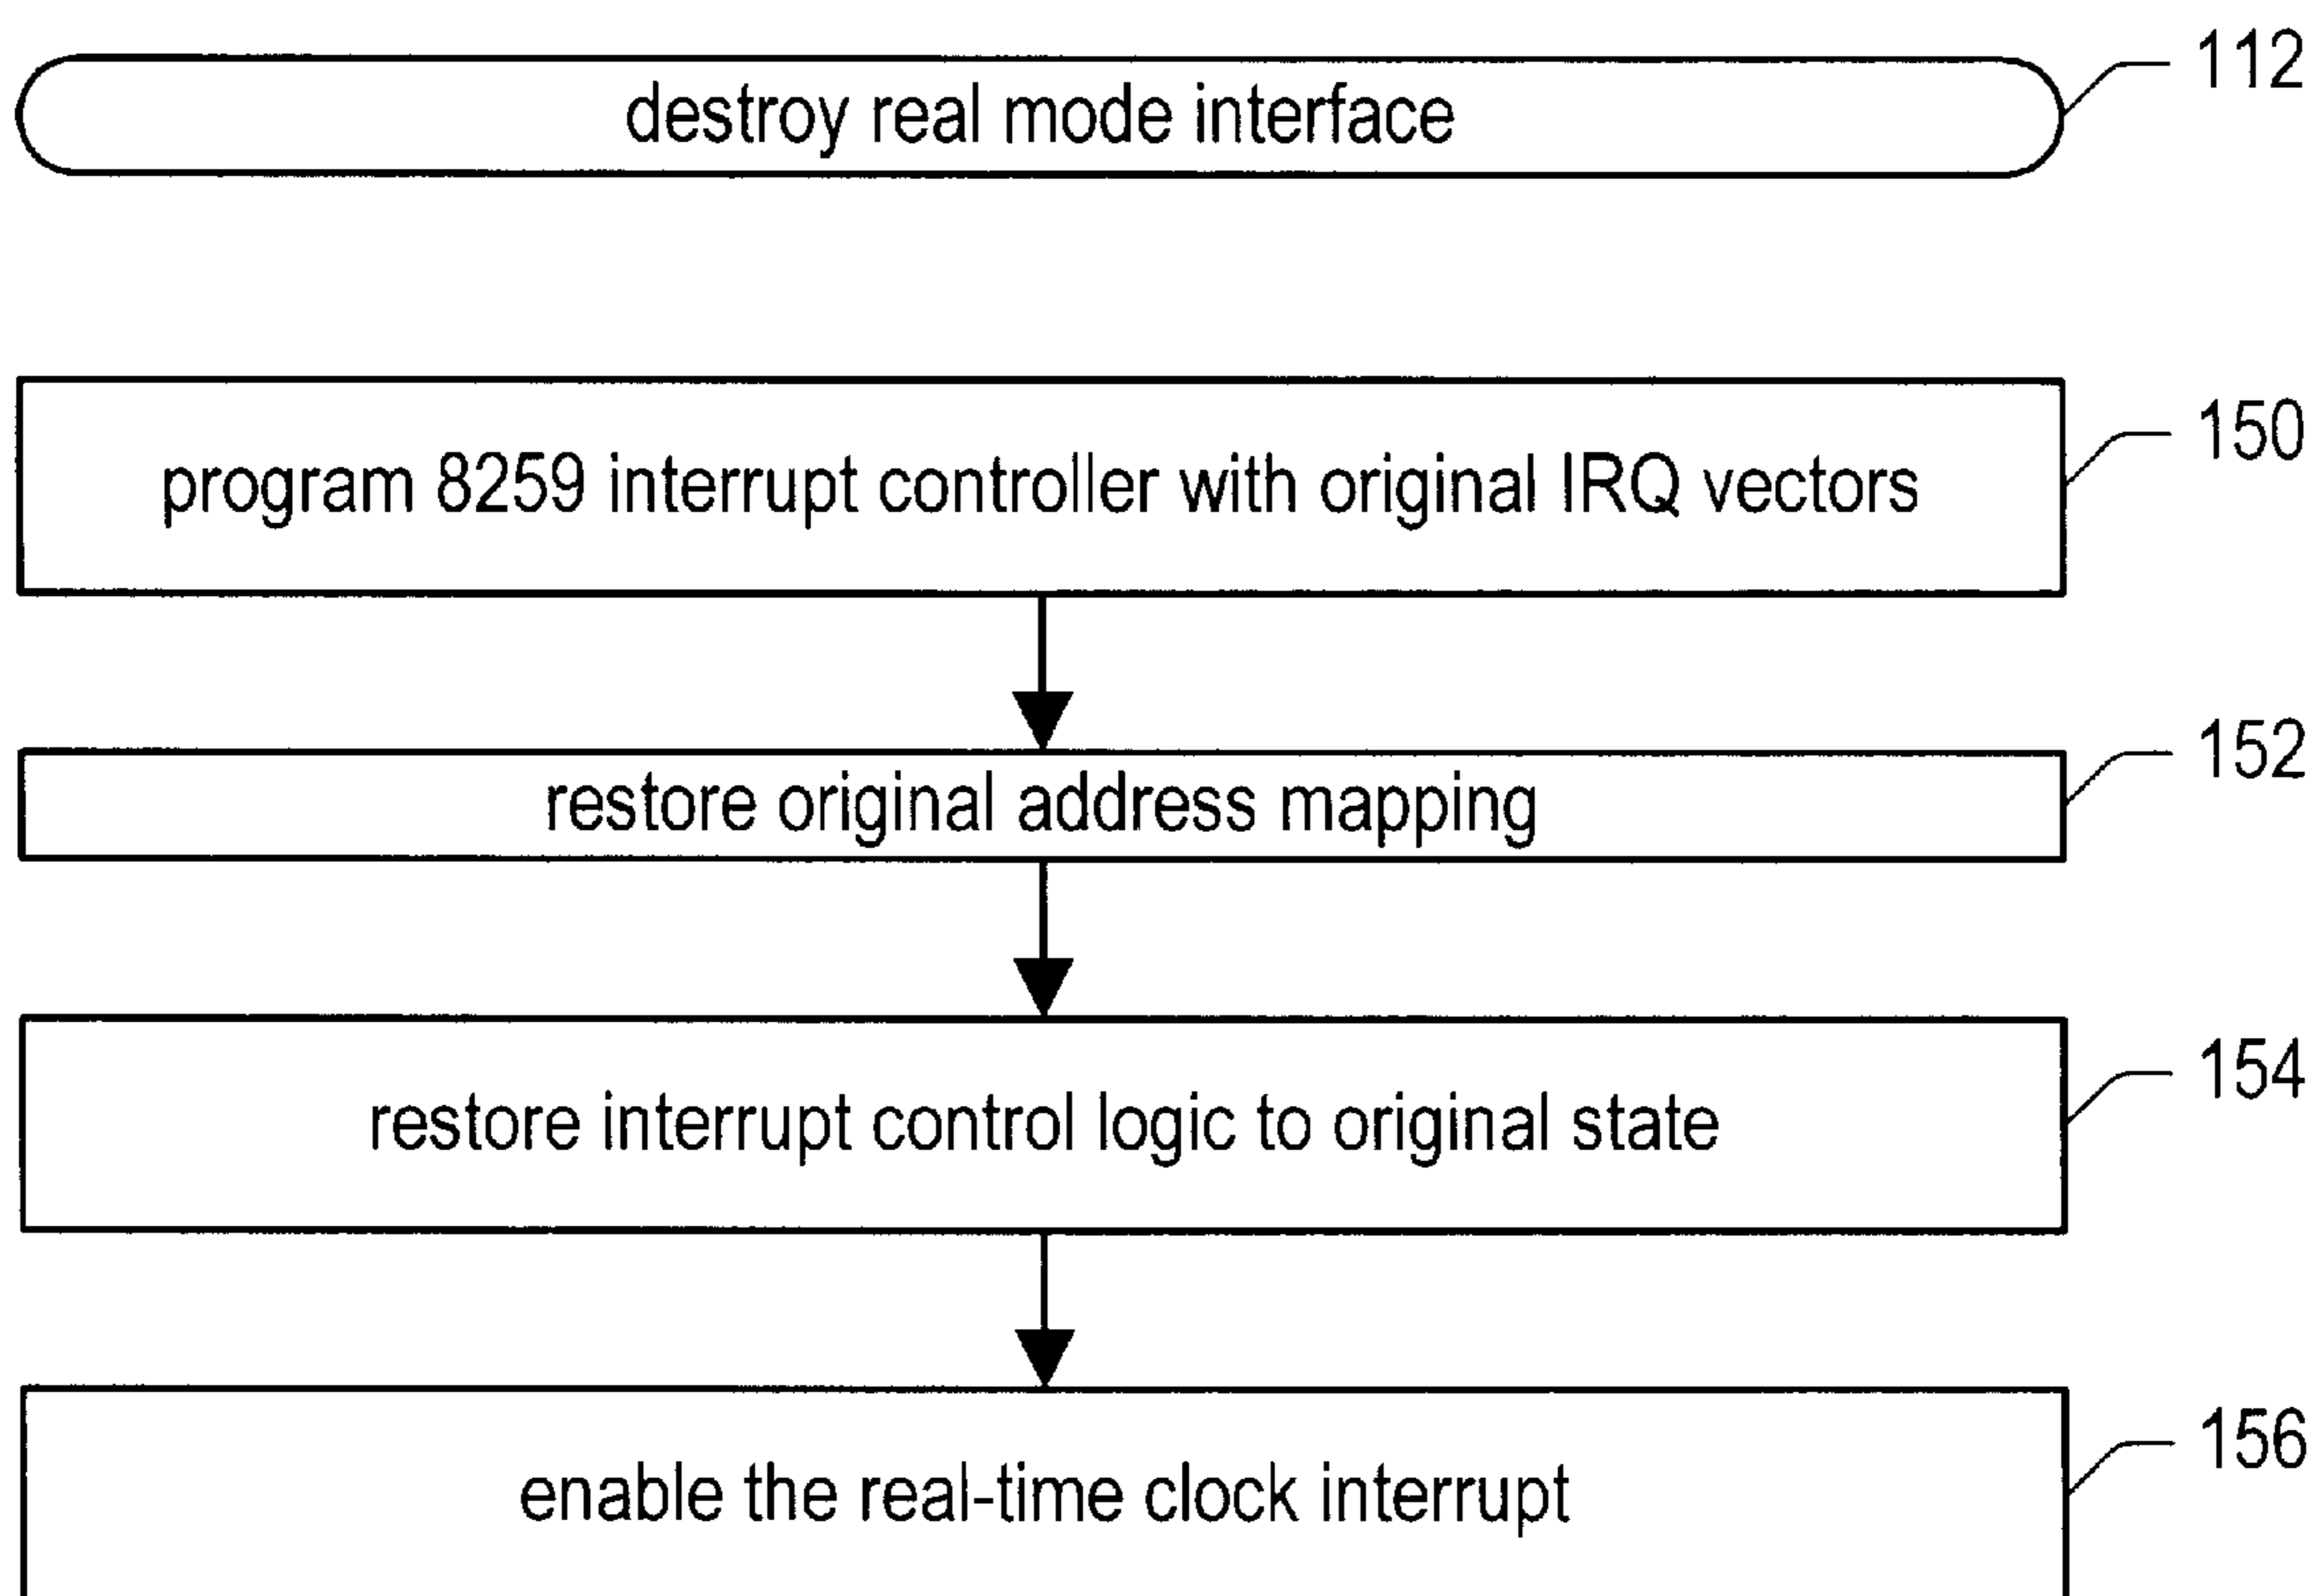 112
destroy real mode interface
150
program 8259 interrupt controller with original IRQ vectors
152
restore original address mapping
154
restore interrupt control logic to original state
156
enable the real-time clock interrupt